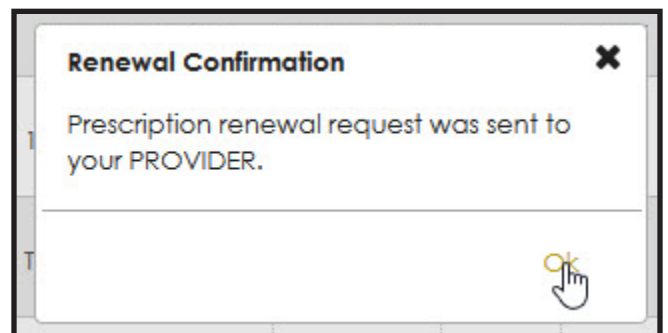 Renewal Confirmation
Prescription renewal request was sent to
your PROVIDER.
Ok